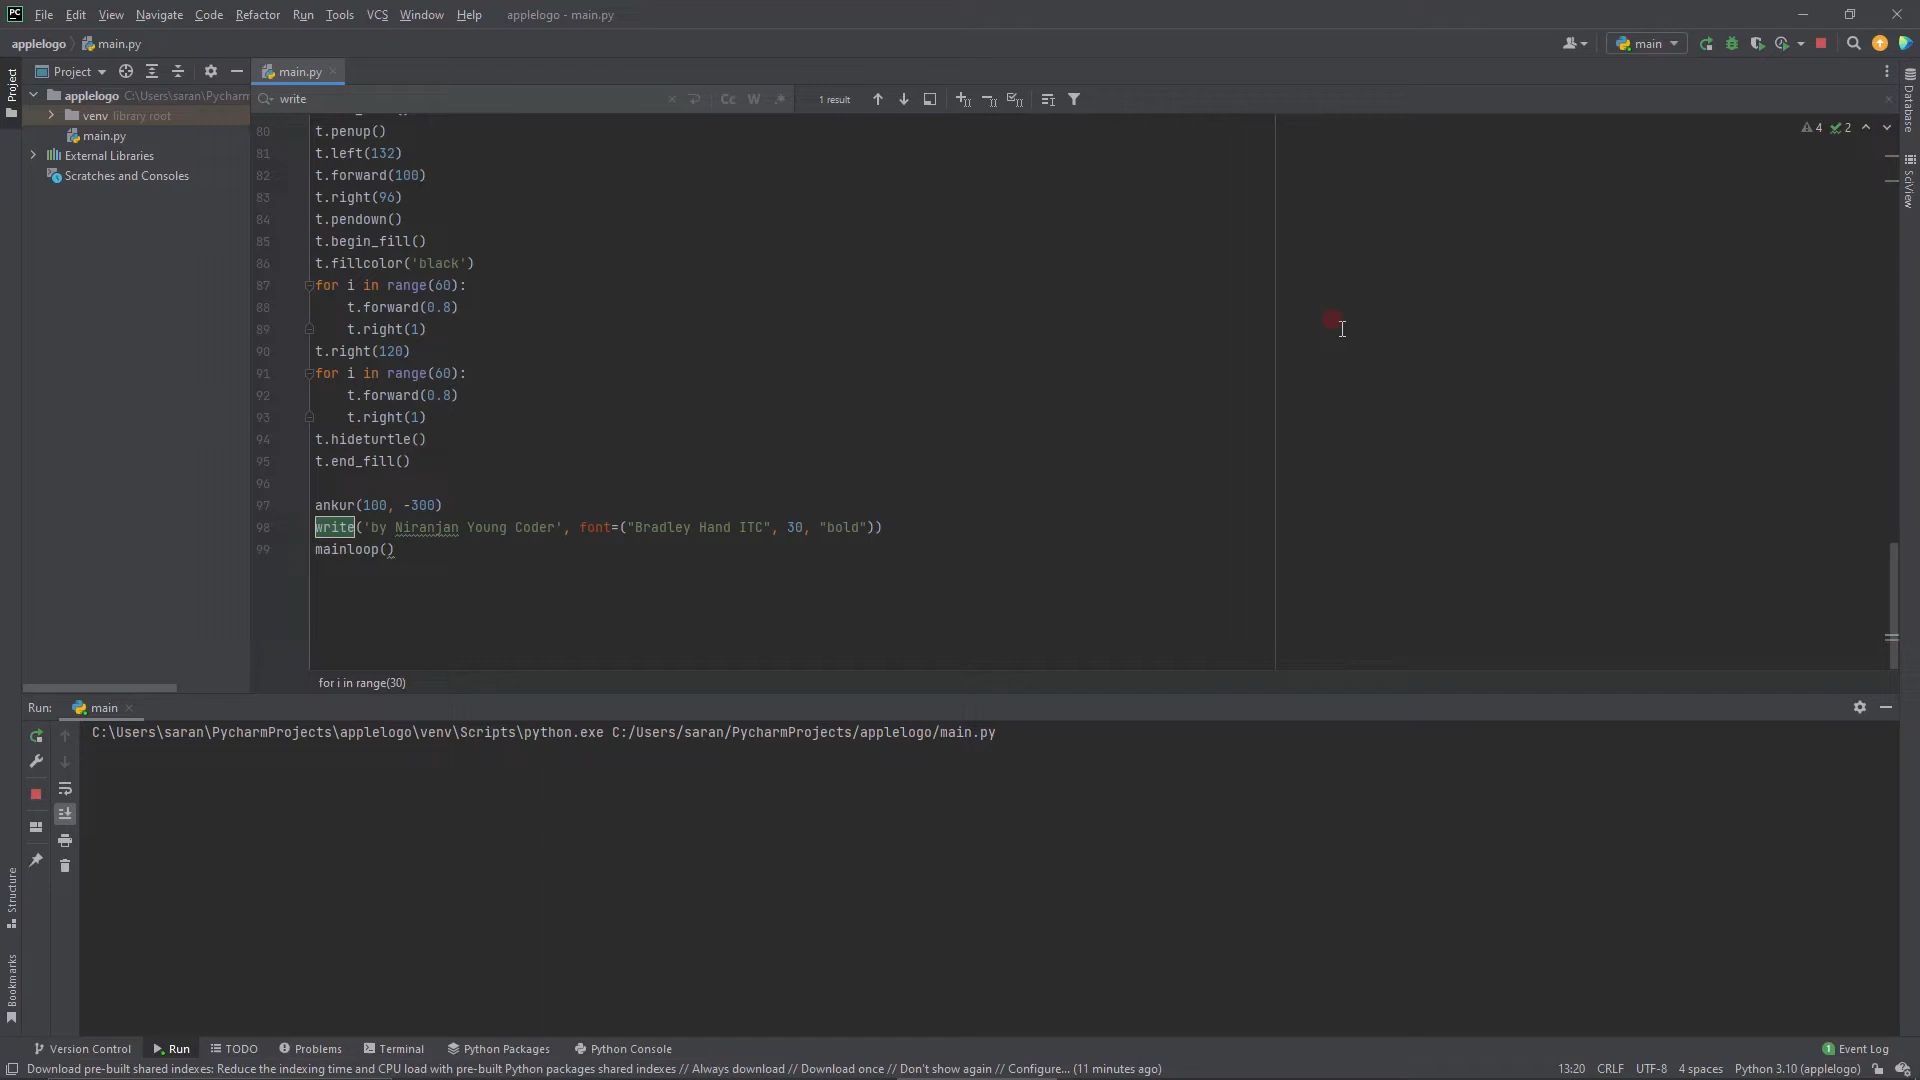 PC File Edit View Navigate Code Refactor Run Tools VCS Window Help applelogo - main.py
applelogo main.py main
Project main.py
write Cc W .* 1 result
applelogo C:\Users\saran\Pycharm
venv library root
main.py
External Libraries
Scratches and Consoles
4 2
80 t.penup()
81 t.left(132)
82 t.forward(100)
83 t.right(96)
84 t.pendown()
85 t.begin_fill()
86 t.fillcolor('black')
87 for i in range(60):
88 t.forward(0.8)
89 t.right(1)
90 t.right(120)
91 for i in range(60):
92 t.forward(0.8)
93 t.right(1)
94 t.hideturtle()
95 t.end_fill()
96
97 ankur(100, -300)
98 write('by Niranjan Young Coder', font=("Bradley Hand ITC", 30, "bold"))
99 mainloop()
for i in range(30)
Project
Structure
Bookmarks
Database
SciView
Run: main
C:\Users\saran\PycharmProjects\applelogo\venv\Scripts\python.exe C:/Users/saran/PycharmProjects/applelogo/main.py
Version Control Run TODO Problems Terminal Python Packages Python Console 1 Event Log
Download pre-built shared indexes: Reduce the indexing time and CPU load with pre-built Python packages shared indexes // Always download // Download once // Don't show again // Configure... (11 minutes ago) 13:20 CRLF UTF-8 4 spaces Python 3.10 (applelogo)